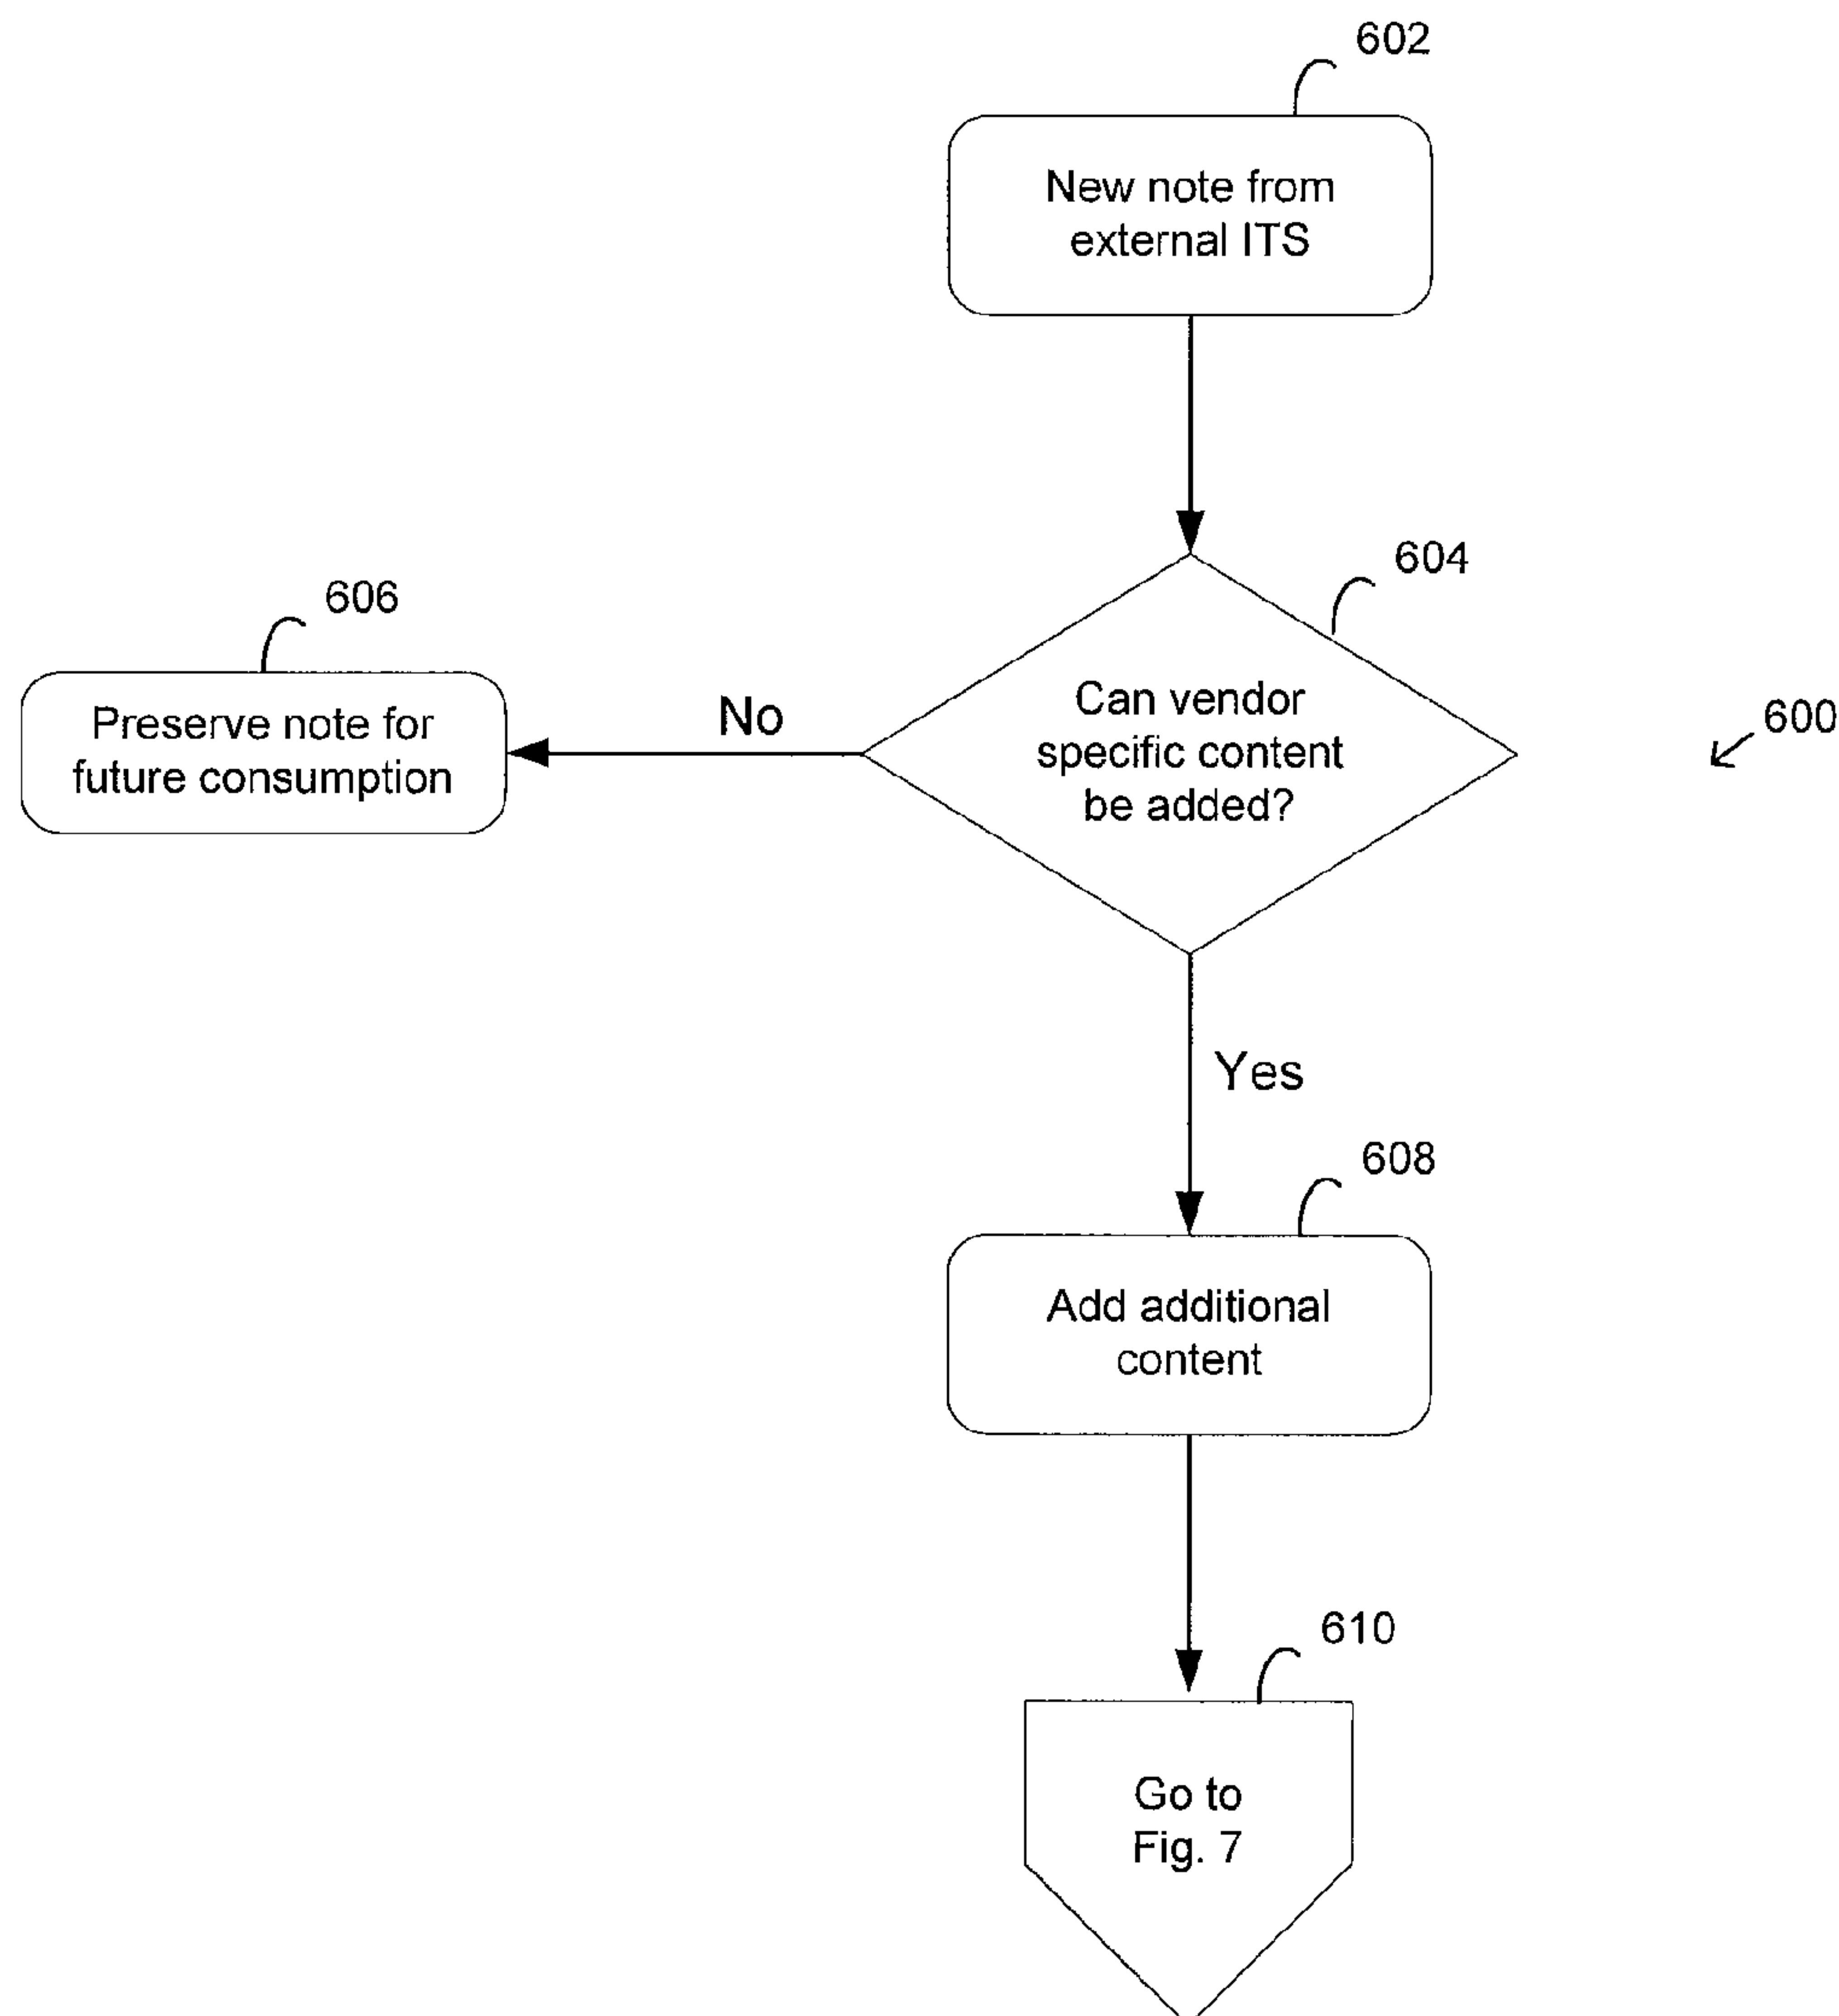 602
New note from
external ITS
604
Can vendor
specific content
be added?
600
606
Preserve note for
future consumption
No
Yes
608
Add additional
content
610
Go to
Fig. 7